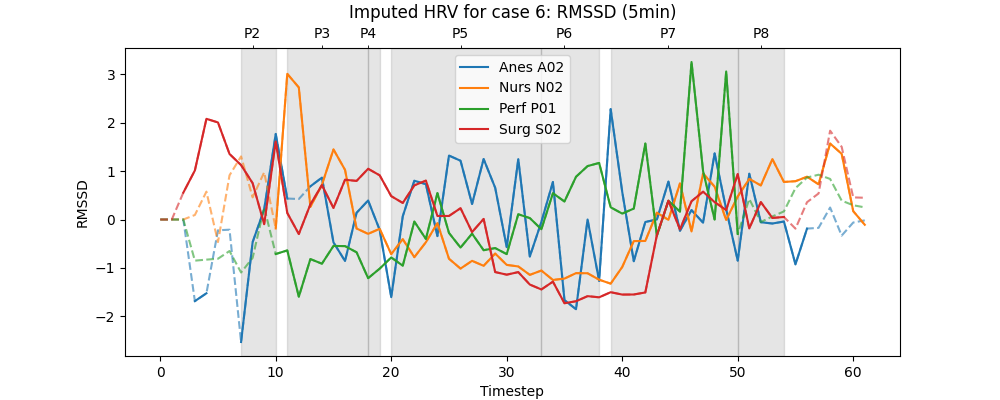 Imputed HRV for case 6: RMSSD (5min)
P2 P3 P4 P5 P6 P7 P8
Anes A02
Nurs N02
Perf P01
Surg S02
3
2
1
0
−1
−2
RMSSD
0 10 20 30 40 50 60
Timestep